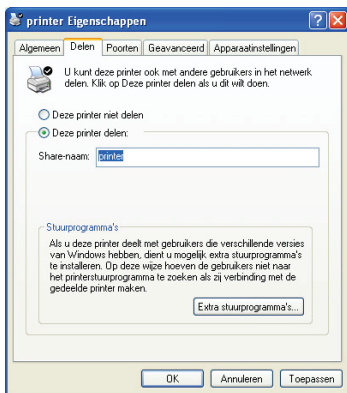 printer Eigenschappen
Algemeen Delen Poorten Geavanceerd Apparaatinstellingen
U kunt deze printer ook met andere gebruikers in het netwerk
delen. Klik op Deze printer delen als u dit wilt doen.
Deze printer niet delen
Deze printer delen:
Share-naam: printer
Stuurprogramma's
Als u deze printer deelt met gebruikers die verschillende versies
van Windows hebben, dient u mogelijk extra stuurprogramma's
te installeren. Op deze wijze hoeven de gebruikers niet naar
het printerstuurprogramma te zoeken als zij verbinding met de
gedeelde printer maken.
Extra stuurprogramma's...
OK Annuleren Toepassen